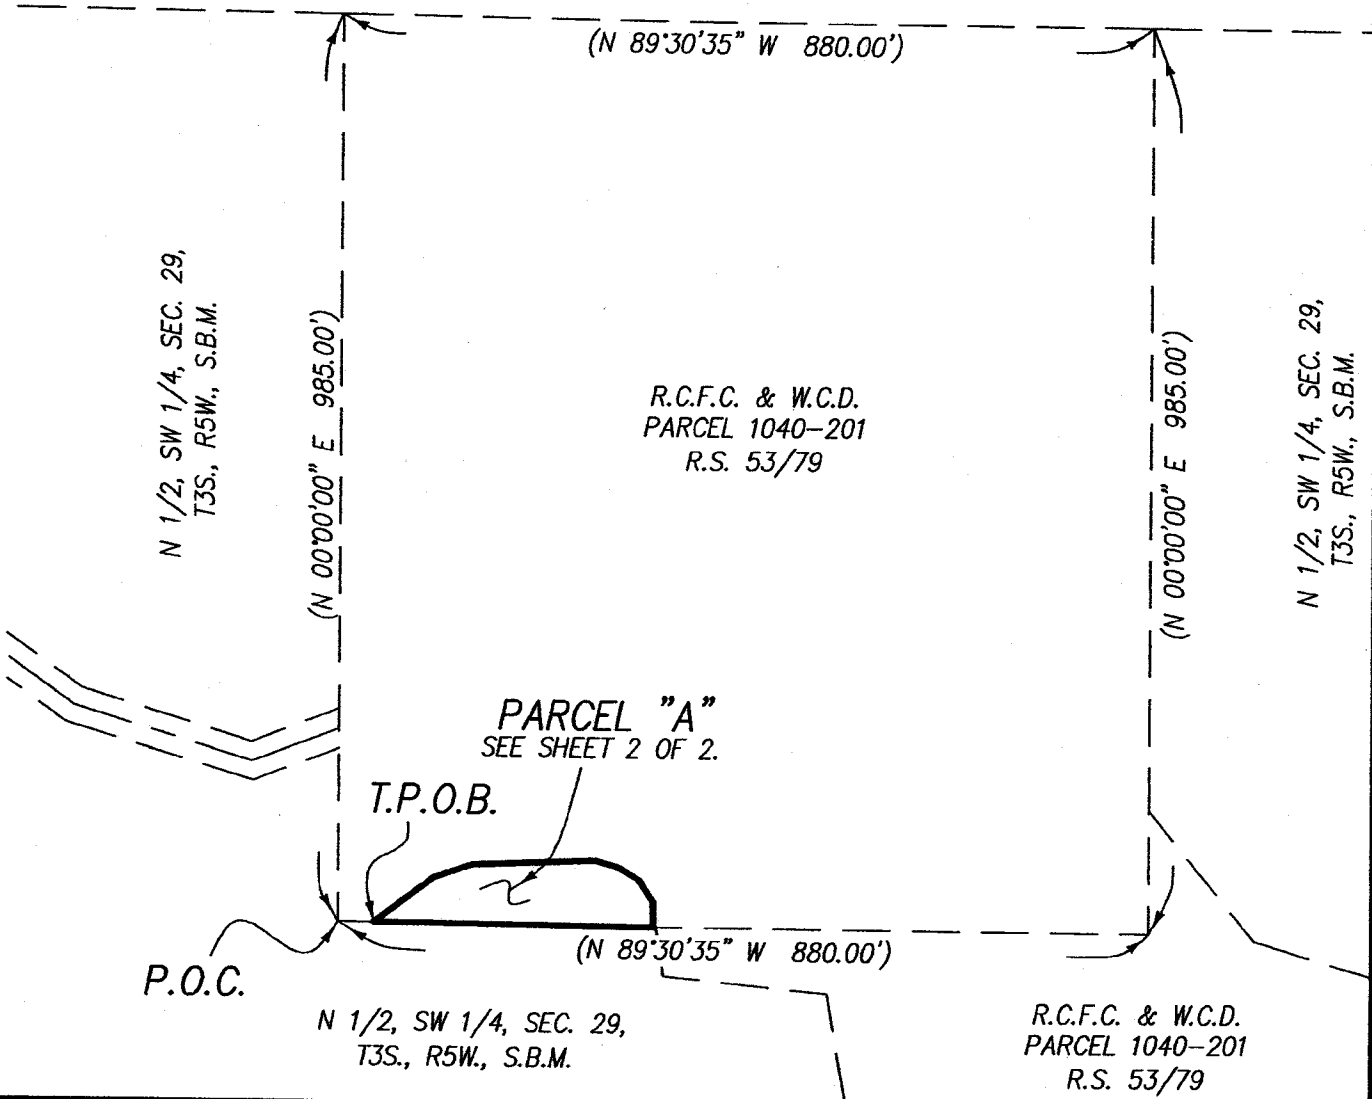 (N 89°30'35" W 880.00')
N 1/2, SW 1/4, SEC. 29,
T3S., R5W., S.B.M.
(N 00°00'00" E 985.00')
R.C.F.C. & W.C.D.
PARCEL 1040-201
R.S. 53/79
(N 00°00'00" E 985.00')
N 1/2, SW 1/4, SEC. 29,
T3S., R5W., S.B.M.
PARCEL "A"
SEE SHEET 2 OF 2.
T.P.O.B.
(N 89°30'35" W 880.00')
P.O.C.
N 1/2, SW 1/4, SEC. 29,
T3S., R5W., S.B.M.
R.C.F.C. & W.C.D.
PARCEL 1040-201
R.S. 53/79